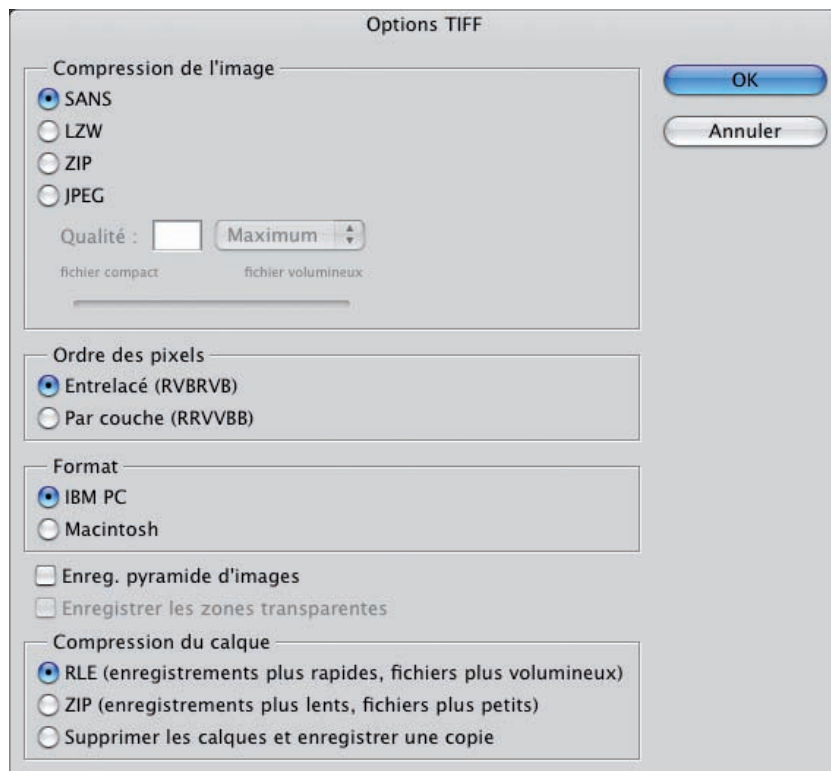 Options TIFF
Compression de l'image
SANS
LZW
ZIP
JPEG
Qualité : Maximum
fichier compact fichier volumineux
OK
Annuler
Ordre des pixels
Entrelacé (RVBRVB)
Par couche (RRVVBB)
Format
IBM PC
Macintosh
Enreg. pyramide d'images
Enregistrer les zones transparentes
Compression du calque
RLE (enregistrements plus rapides, fichiers plus volumineux)
ZIP (enregistrements plus lents, fichiers plus petits)
Supprimer les calques et enregistrer une copie